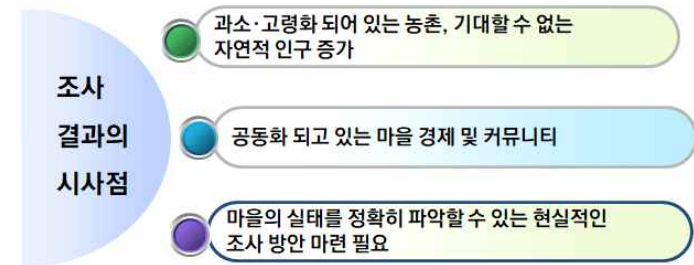 조사
결과의
시사점
과소·고령화 되어 있는 농촌, 기대할 수 없는
자연적 인구 증가
공동화 되고 있는 마을 경제 및 커뮤니티
마을의 실태를 정확히 파악할 수 있는 현실적인
조사 방안 마련 필요